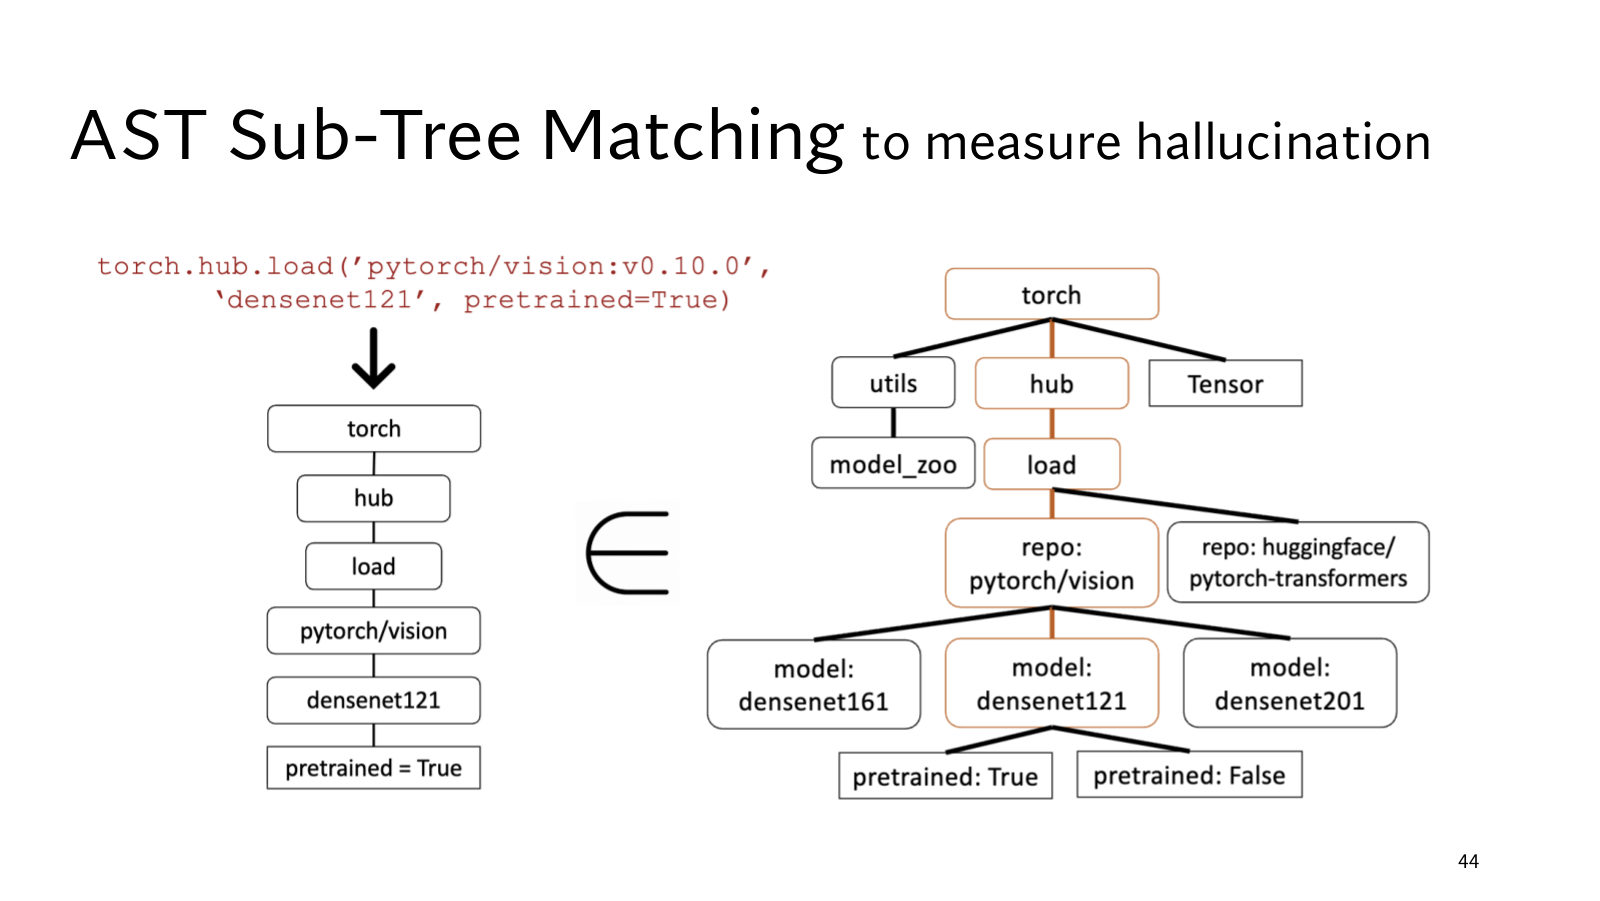 AST Sub-Tree Matching to measure hallucination
torch.hub.load(’pytorch/vision:v0.10.0’,
‘densenet121’, pretrained=True)
torch
hub
load
pytorch/vision
densenet121
pretrained = True
∈
torch
utils
hub
Tensor
model_zoo
load
repo:
pytorch/vision
repo: huggingface/
pytorch-transformers
model:
densenet161
model:
densenet121
model:
densenet201
pretrained: True
pretrained: False
44